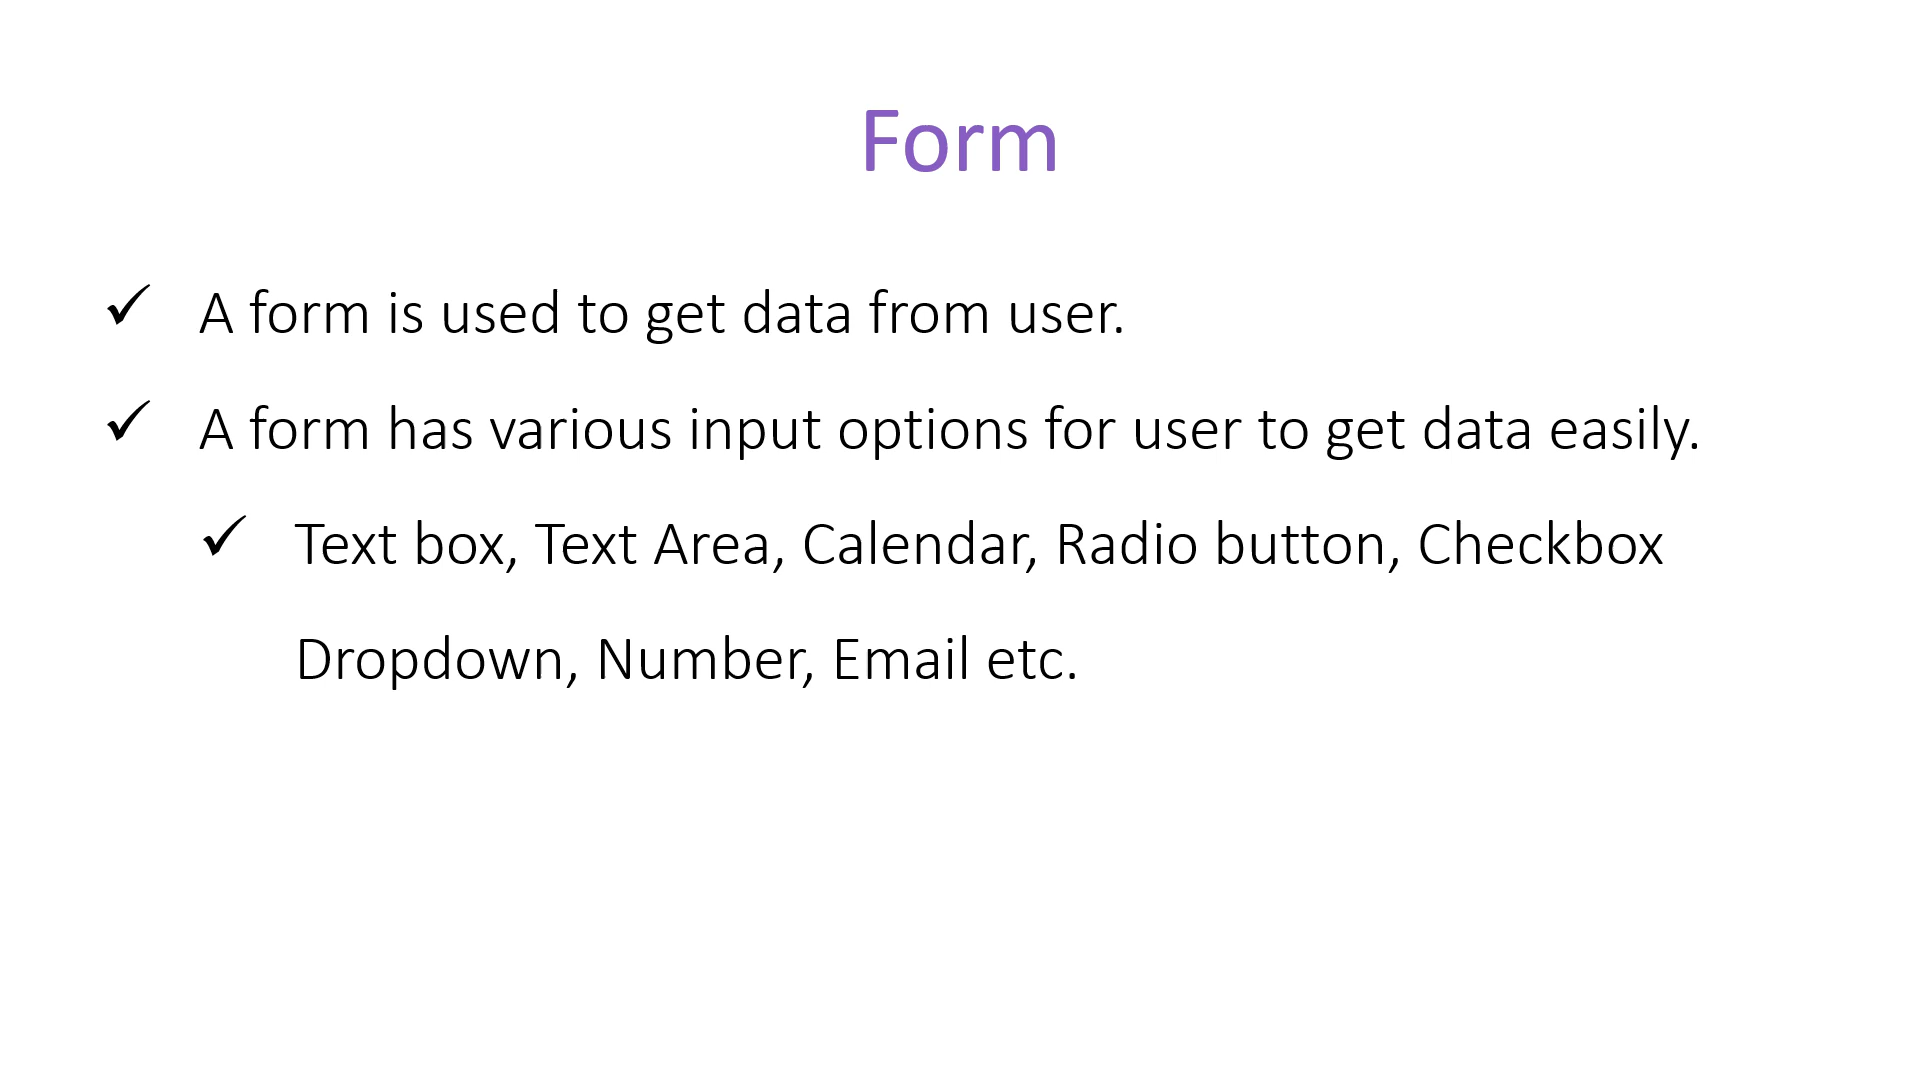 Form
✓ A form is used to get data from user.
✓ A form has various input options for user to get data easily.
✓ Text box, Text Area, Calendar, Radio button, Checkbox
Dropdown, Number, Email etc.